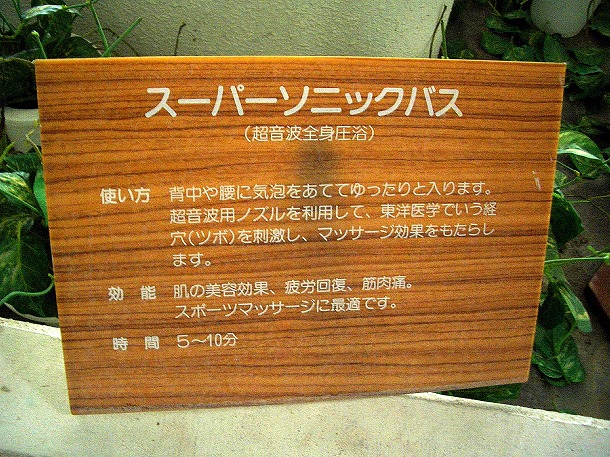 スーパーソニックバス
（超音波全身圧浴）
使い方 背中や腰に気泡をあててゆったりと入ります。
超音波用ノズルを利用して、東洋医学でいう経
穴(ツボ)を刺激し、マッサージ効果をもたらし
ます。
効能 肌の美容効果、疲労回復、筋肉痛。
スポーツマッサージに最適です。
時間 5〜10分